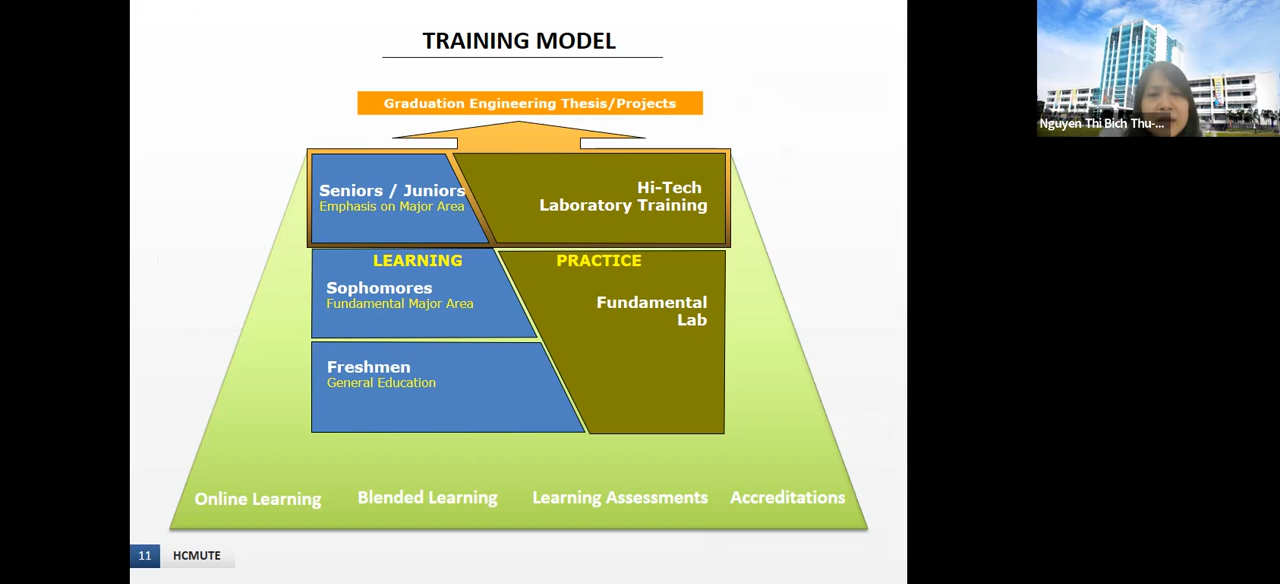 TRAINING MODEL
Graduation Engineering Thesis/Projects
Seniors / Juniors
Emphasis on Major Area
Hi-Tech
Laboratory Training
LEARNING
PRACTICE
Sophomores
Fundamental Major Area
Fundamental
Lab
Freshmen
General Education
Online Learning
Blended Learning
Learning Assessments
Accreditations
11
HCMUTE
Nguyen Thi Bich Thu-...